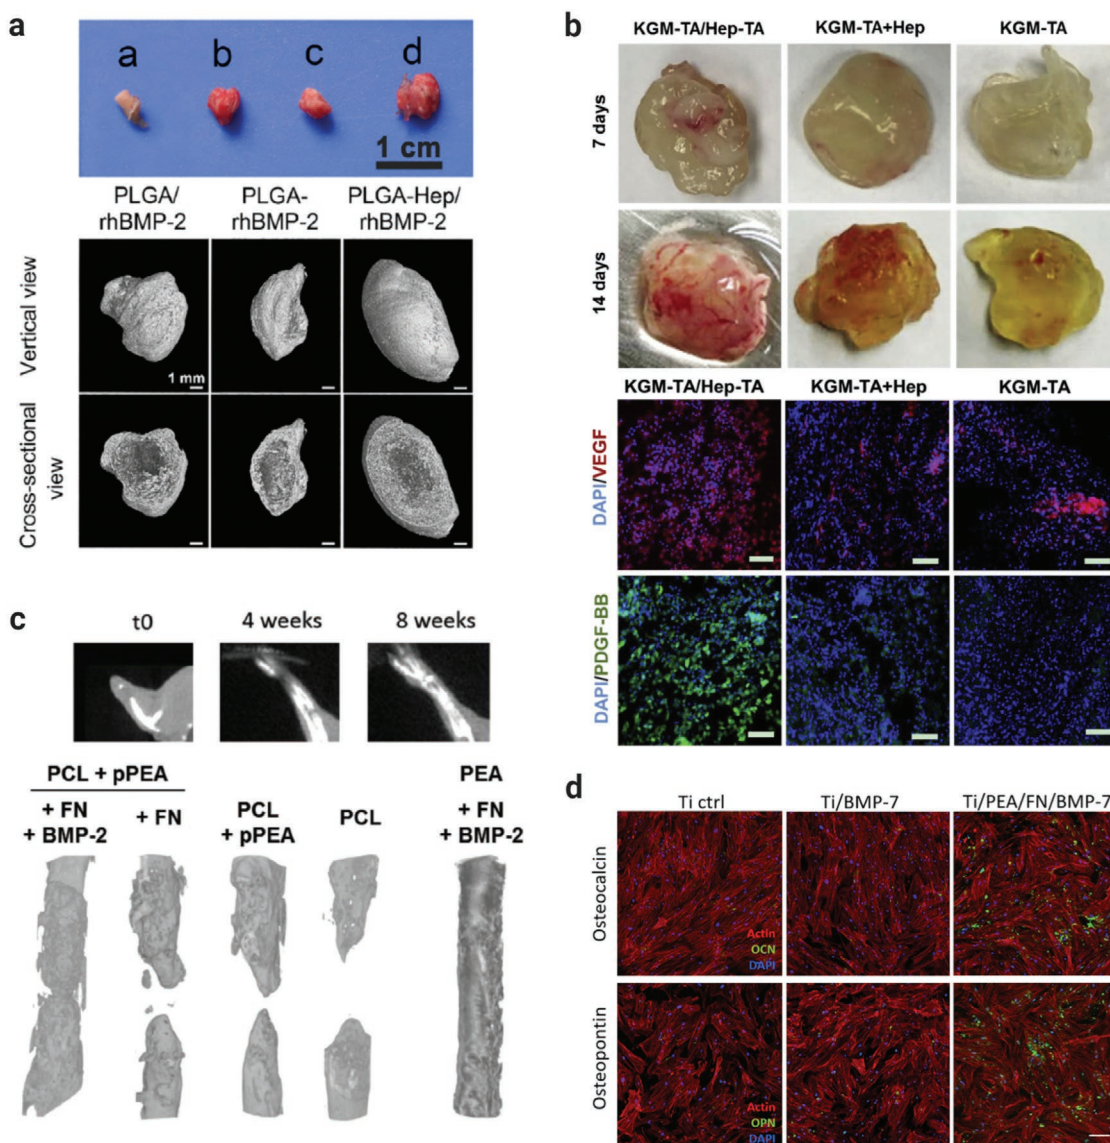 a
a b c d
1 cm
PLGA/
rhBMP-2
PLGA-
rhBMP-2
PLGA-Hep/
rhBMP-2
Vertical view
1 mm
Cross-sectional
view
b
KGM-TA/Hep-TA
KGM-TA+Hep
KGM-TA
7 days
14 days
KGM-TA/Hep-TA
KGM-TA+Hep
KGM-TA
DAPI/VEGF
DAPI/PDGF-BB
c
t0
4 weeks
8 weeks
PCL + pPEA
+ FN
+ BMP-2
+ FN
PCL
+ pPEA
PCL
PEA
+ FN
+ BMP-2
d
Ti ctrl
Ti/BMP-7
Ti/PEA/FN/BMP-7
Osteocalcin
Actin
OCN
DAPI
Osteopontin
Actin
OPN
DAPI